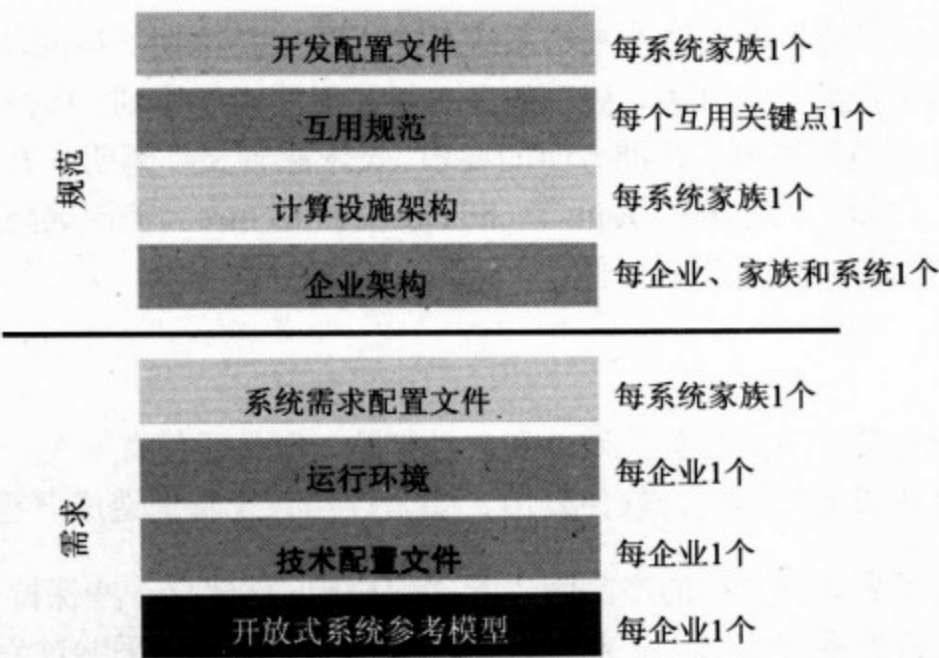 开发配置文件 每系统家族1个
互用规范 每个互用关键点1个
规范
计算设施架构 每系统家族1个
企业架构 每企业、家族和系统1个
系统需求配置文件 每系统家族1个
运行环境 每企业1个
需求
技术配置文件 每企业1个
开放式系统参考模型 每企业1个